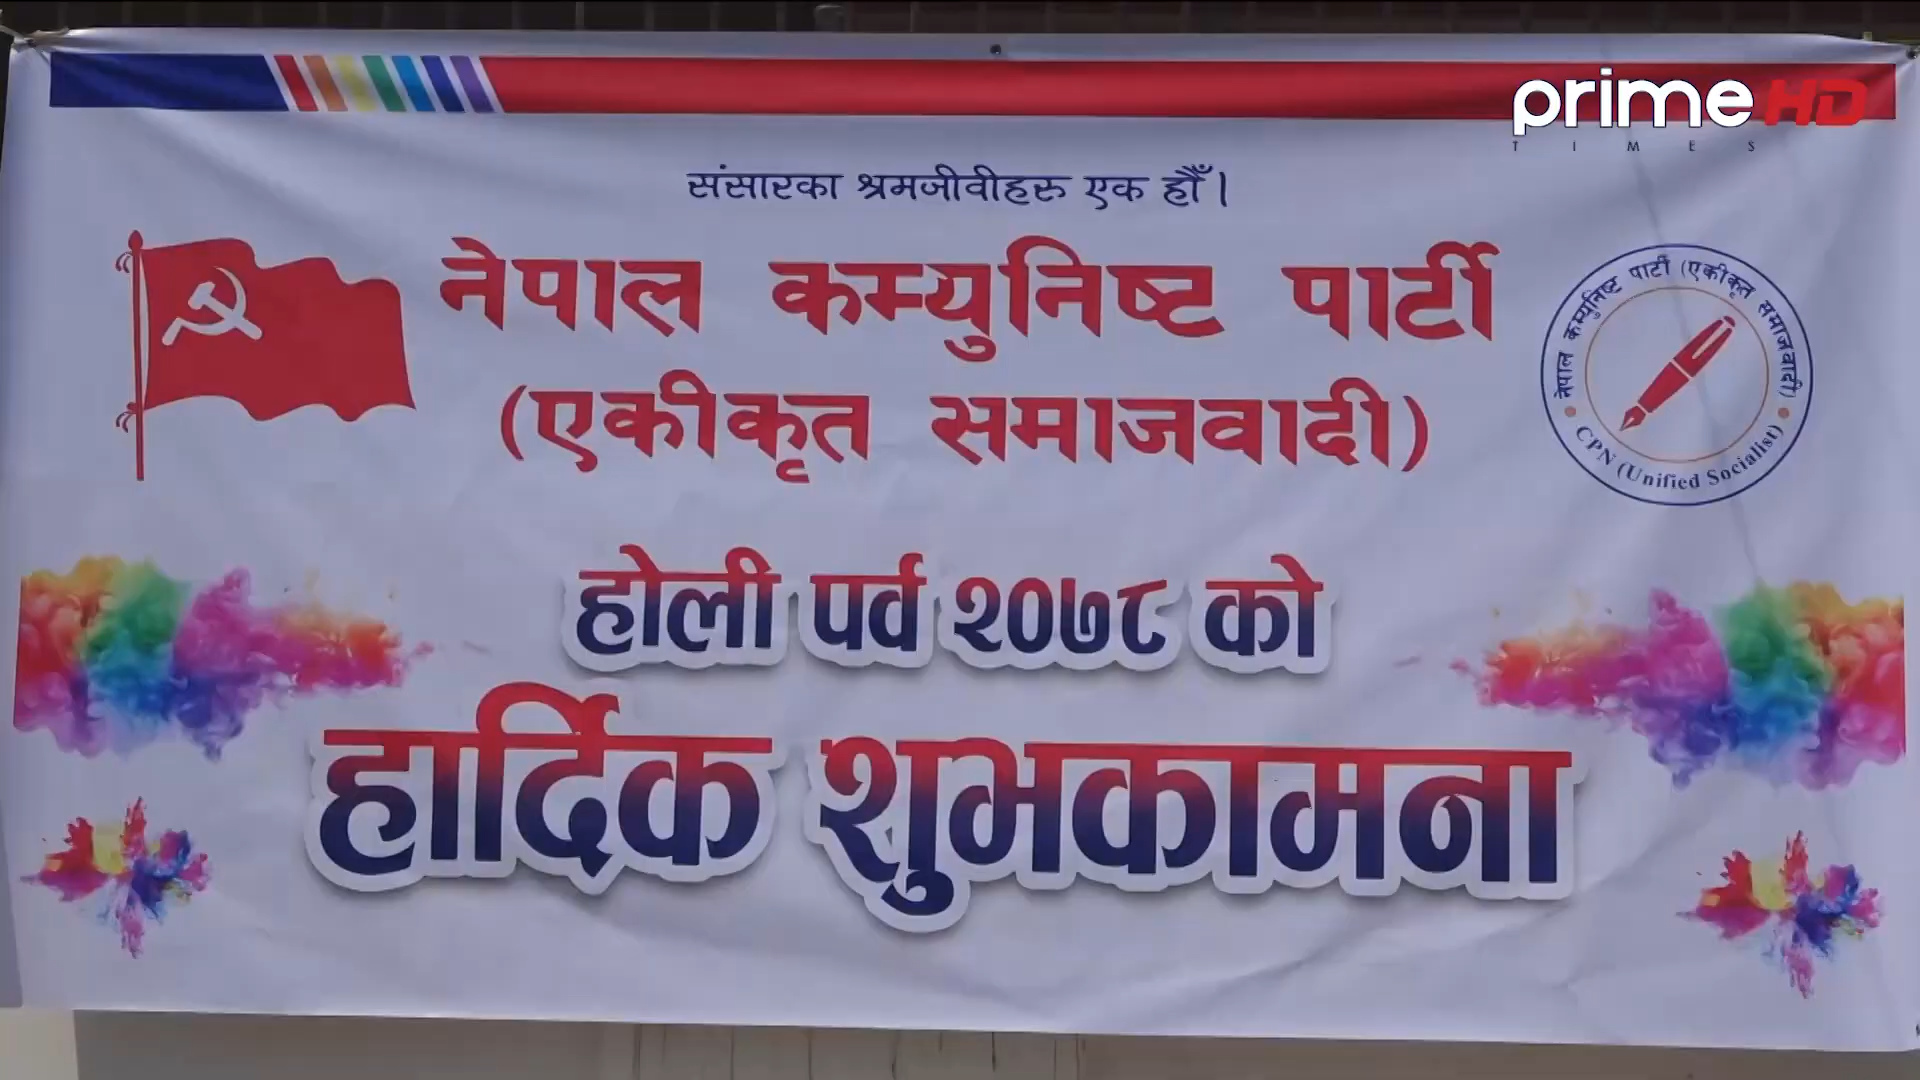 prime HD
TIMES
संसारका श्रमजीवीहरु एक हौँ।
नेपाल कम्युनिष्ट पार्टी
(एकीकृत समाजवादी)
नेपाल कम्युनिष्ट पार्टी (एकीकृत समाजवादी)
CPN (Unified Socialist)
होली पर्व २०७८ को
हार्दिक शुभकामना